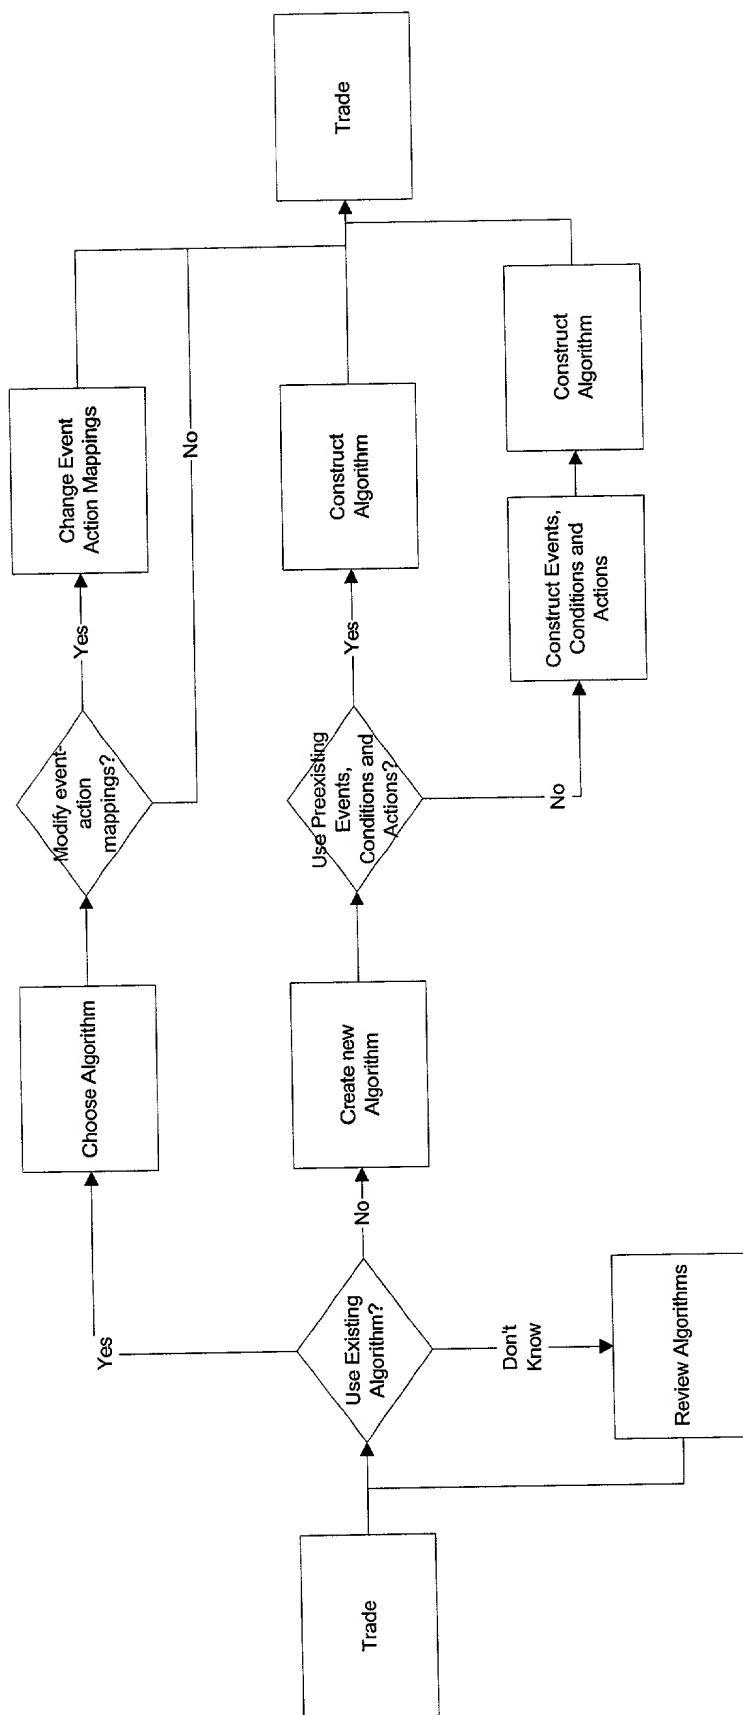 Trade
Use Existing
Algorithm?
Yes
No
Don't
Know
Review Algorithms
Choose Algorithm
Create new
Algorithm
Modify event-
action
mappings?
Yes
No
Use Preexisting
Events,
Conditions and
Actions?
Yes
No
Change Event
Action Mappings
Construct
Algorithm
Construct Events,
Conditions and
Actions
Construct
Algorithm
Trade